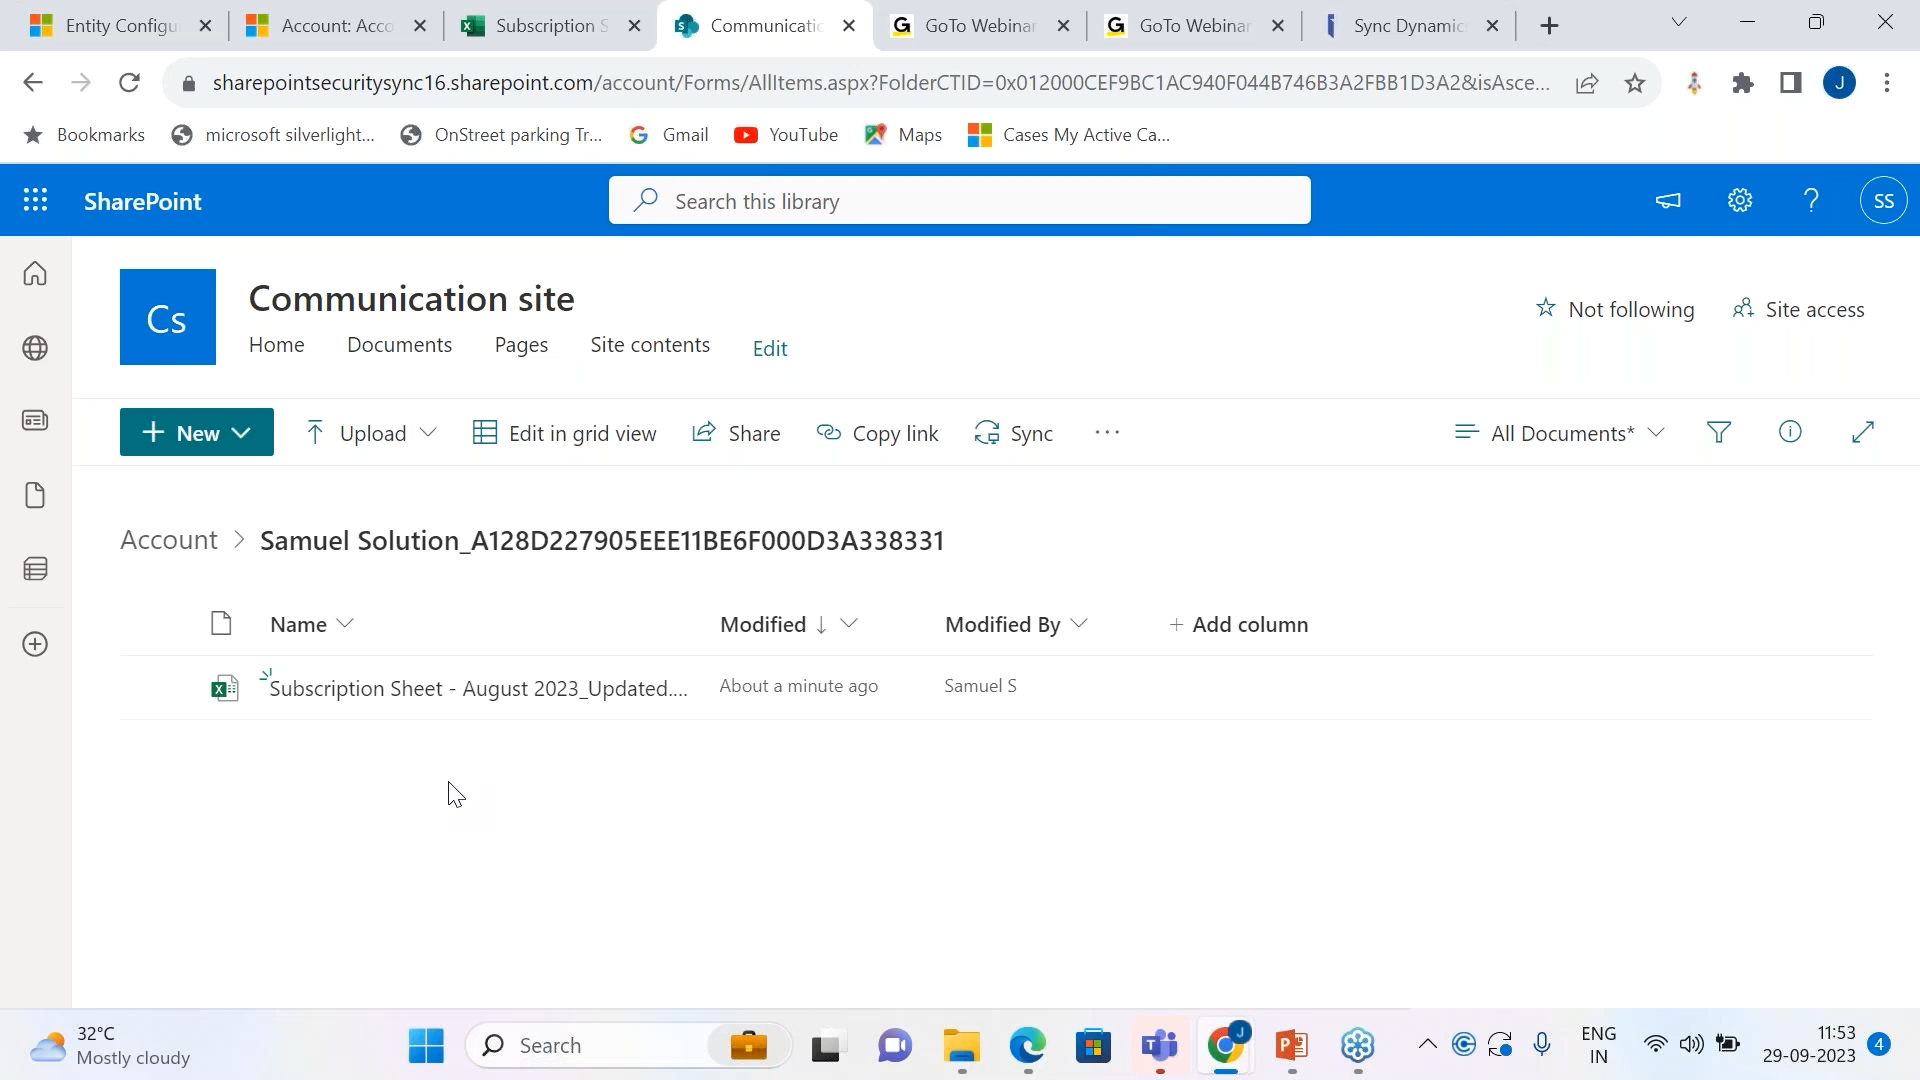 Entity Configu
Account: Acco
Subscription S
Communicatic
GoTo Webinar
GoTo Webinar
Sync Dynamic
sharepointsecuritysync16.sharepoint.com/account/Forms/AllItems.aspx?FolderCTID=0x012000CEF9BC1AC940F044B746B3A2FBB1D3A2&isAsce...
J
Bookmarks
microsoft silverlight...
OnStreet parking Tr...
Gmail
YouTube
Maps
Cases My Active Ca...
SharePoint
Search this library
SS
Cs
Communication site
Home
Documents
Pages
Site contents
Edit
Not following
Site access
New
Upload
Edit in grid view
Share
Copy link
Sync
All Documents*
Account > Samuel Solution_A128D227905EEE11BE6F000D3A338331
Name
Modified
Modified By
+ Add column
Subscription Sheet - August 2023_Updated....
About a minute ago
Samuel S
32°C
Mostly cloudy
Search
J
ENG
IN
11:53
29-09-2023
4